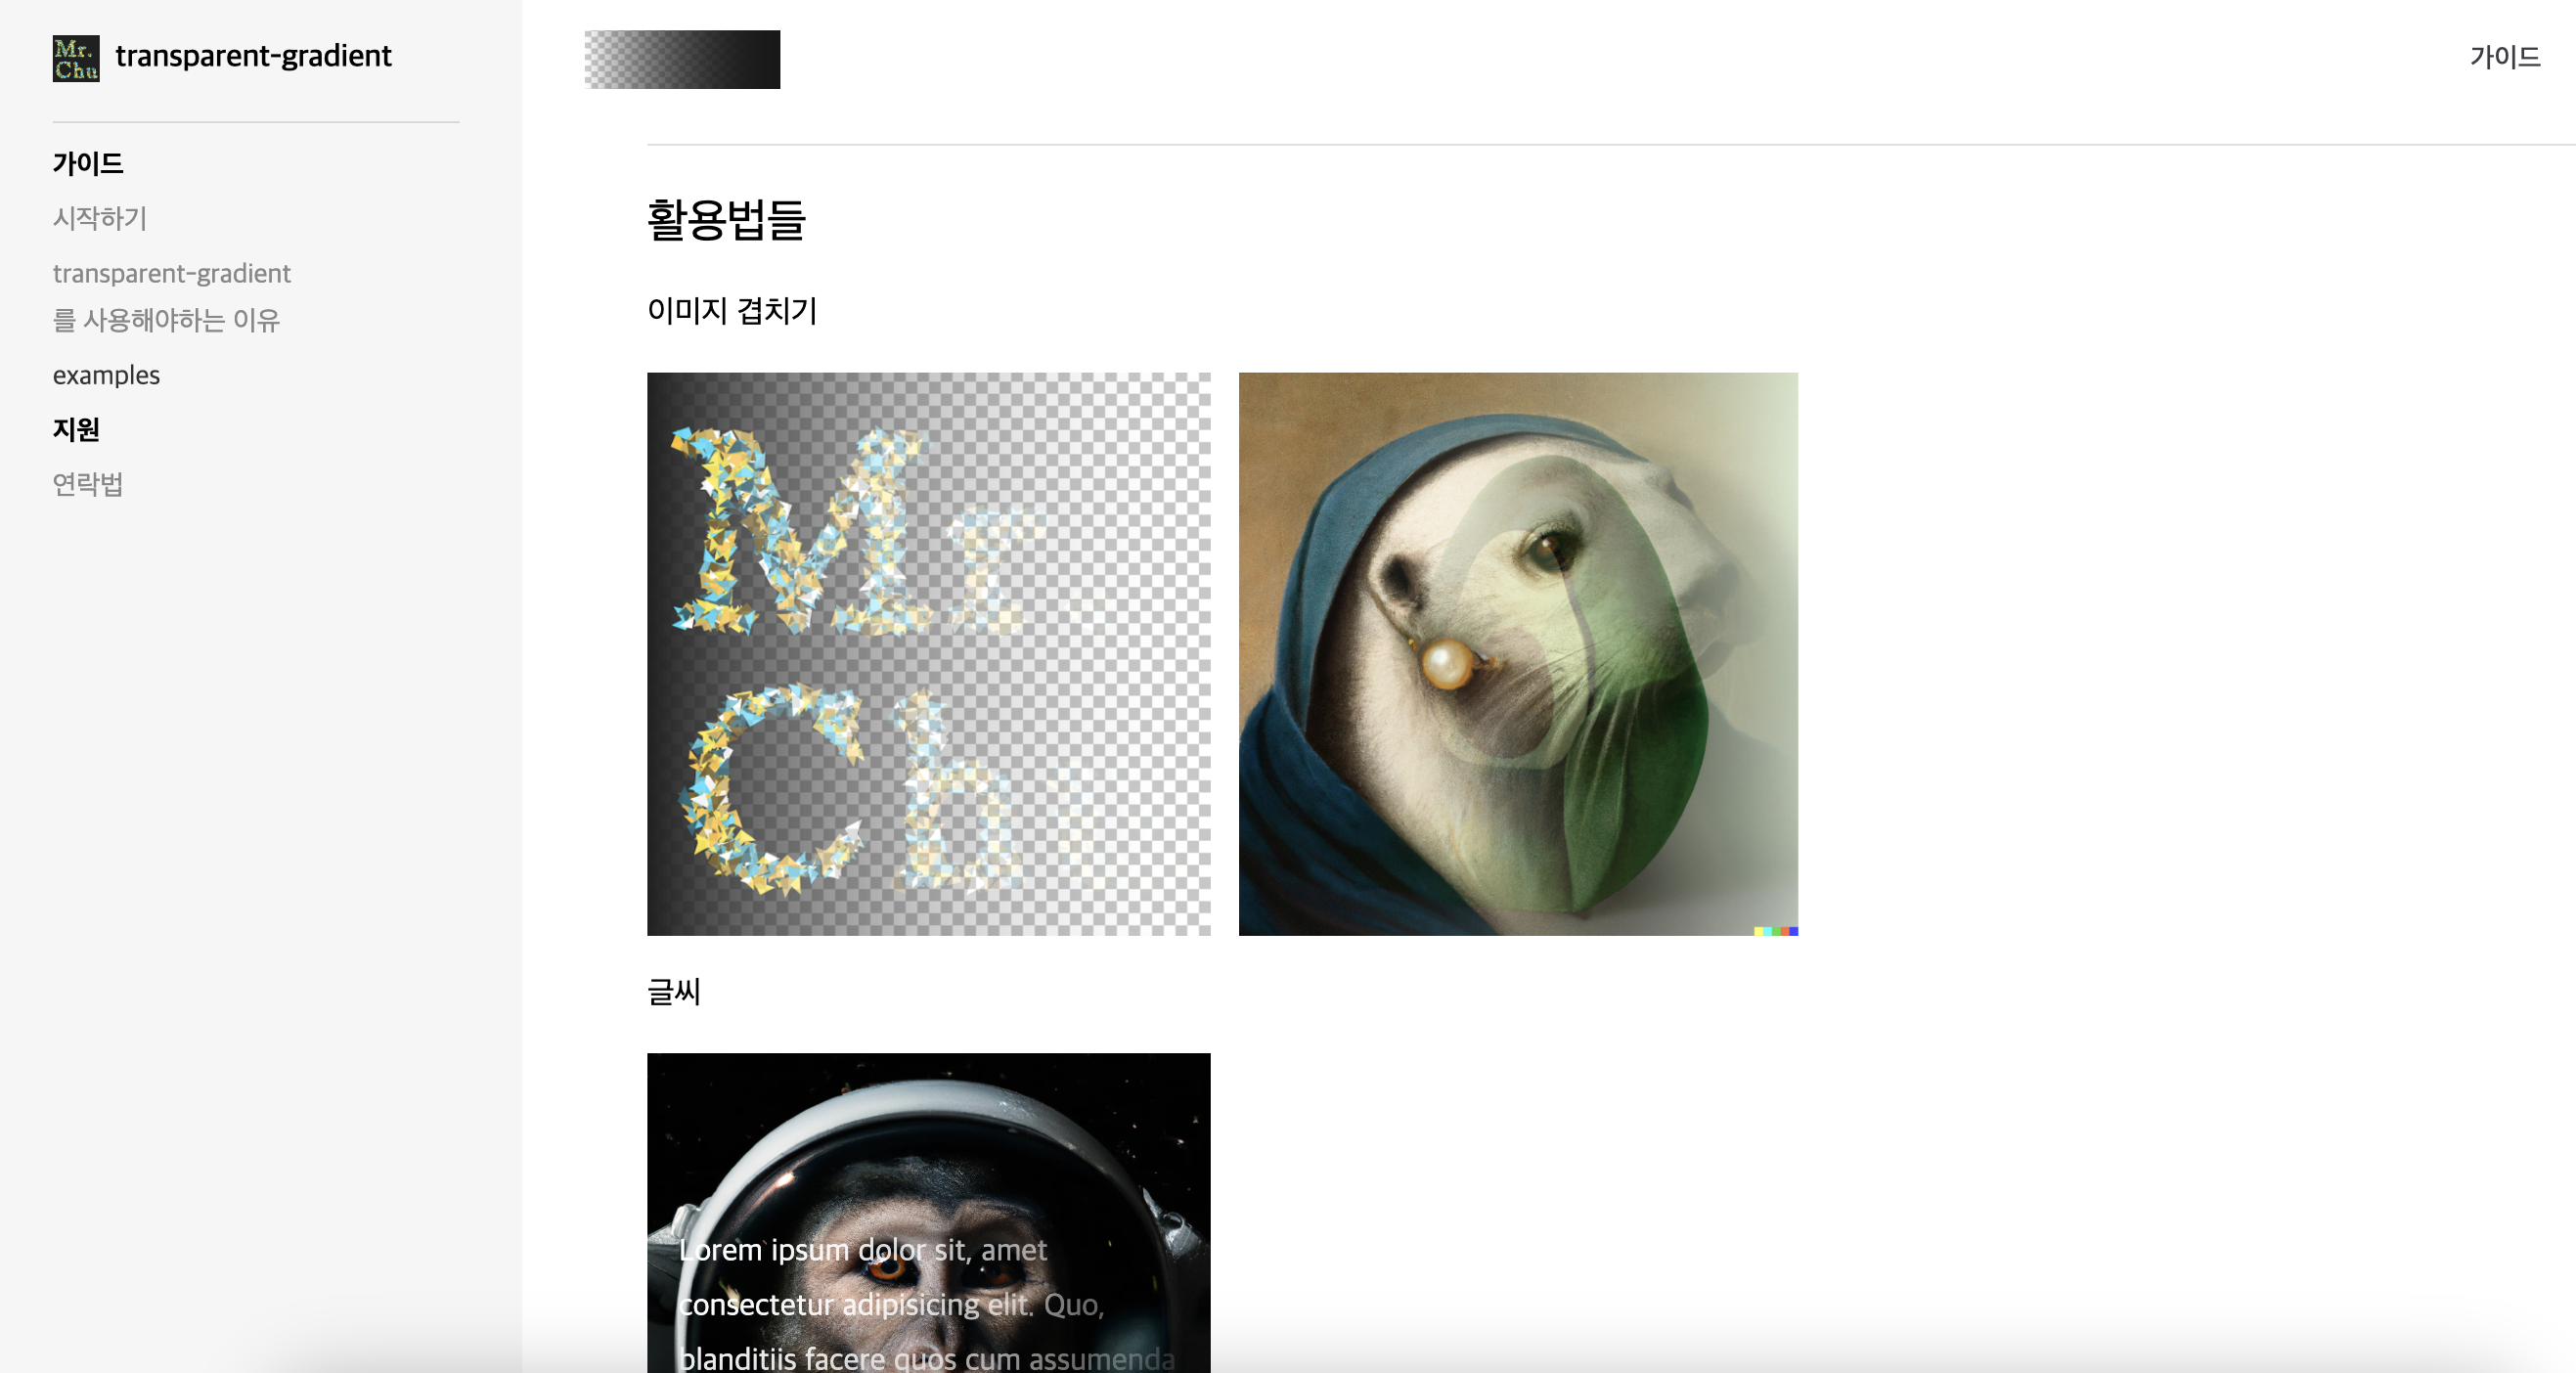 Mr.
Chu
transparent-gradient
가이드
가이드
시작하기
transparent-gradient
를 사용해야하는 이유
examples
지원
연락법
활용법들
이미지 겹치기
Mr.
Chu
글씨
Lorem ipsum dolor sit, amet
consectetur adipisicing elit. Quo,
blanditiis facere quos cum assumenda